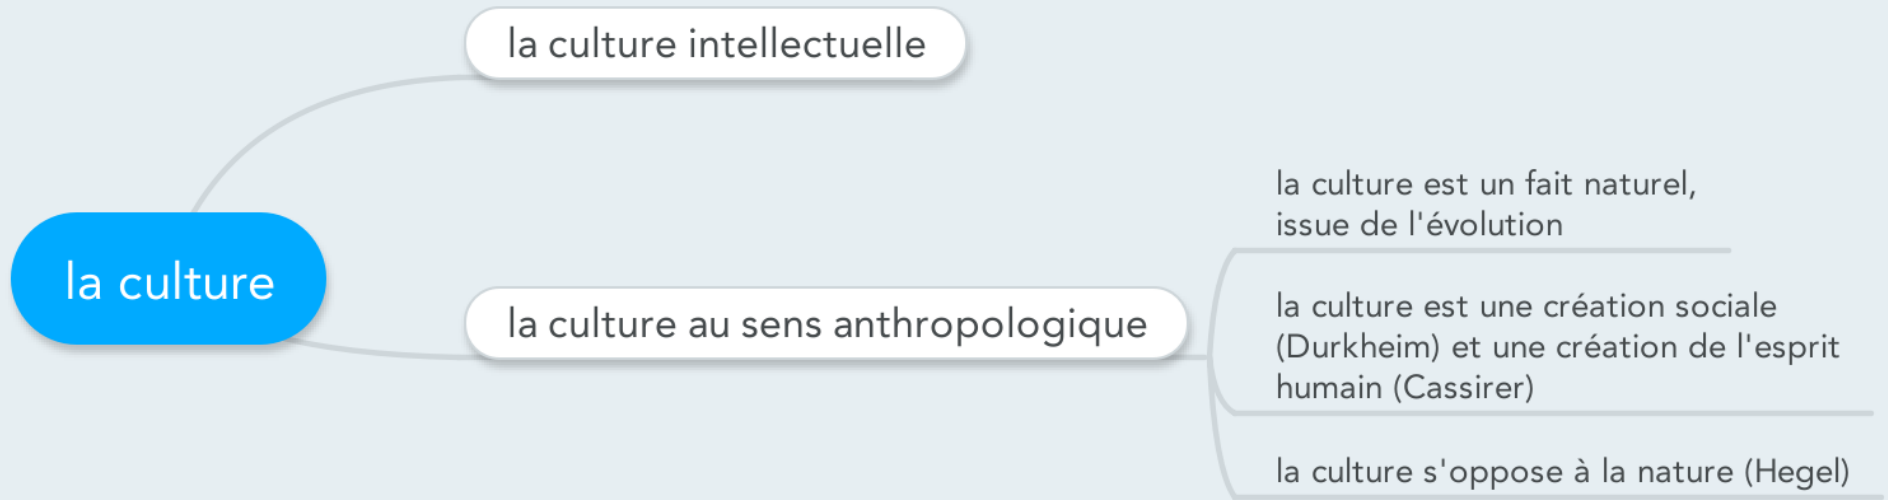 la culture intellectuelle
la culture
la culture au sens anthropologique
la culture est un fait naturel,
issue de l'évolution
la culture est une création sociale
(Durkheim) et une création de l'esprit
humain (Cassirer)
la culture s'oppose à la nature (Hegel)